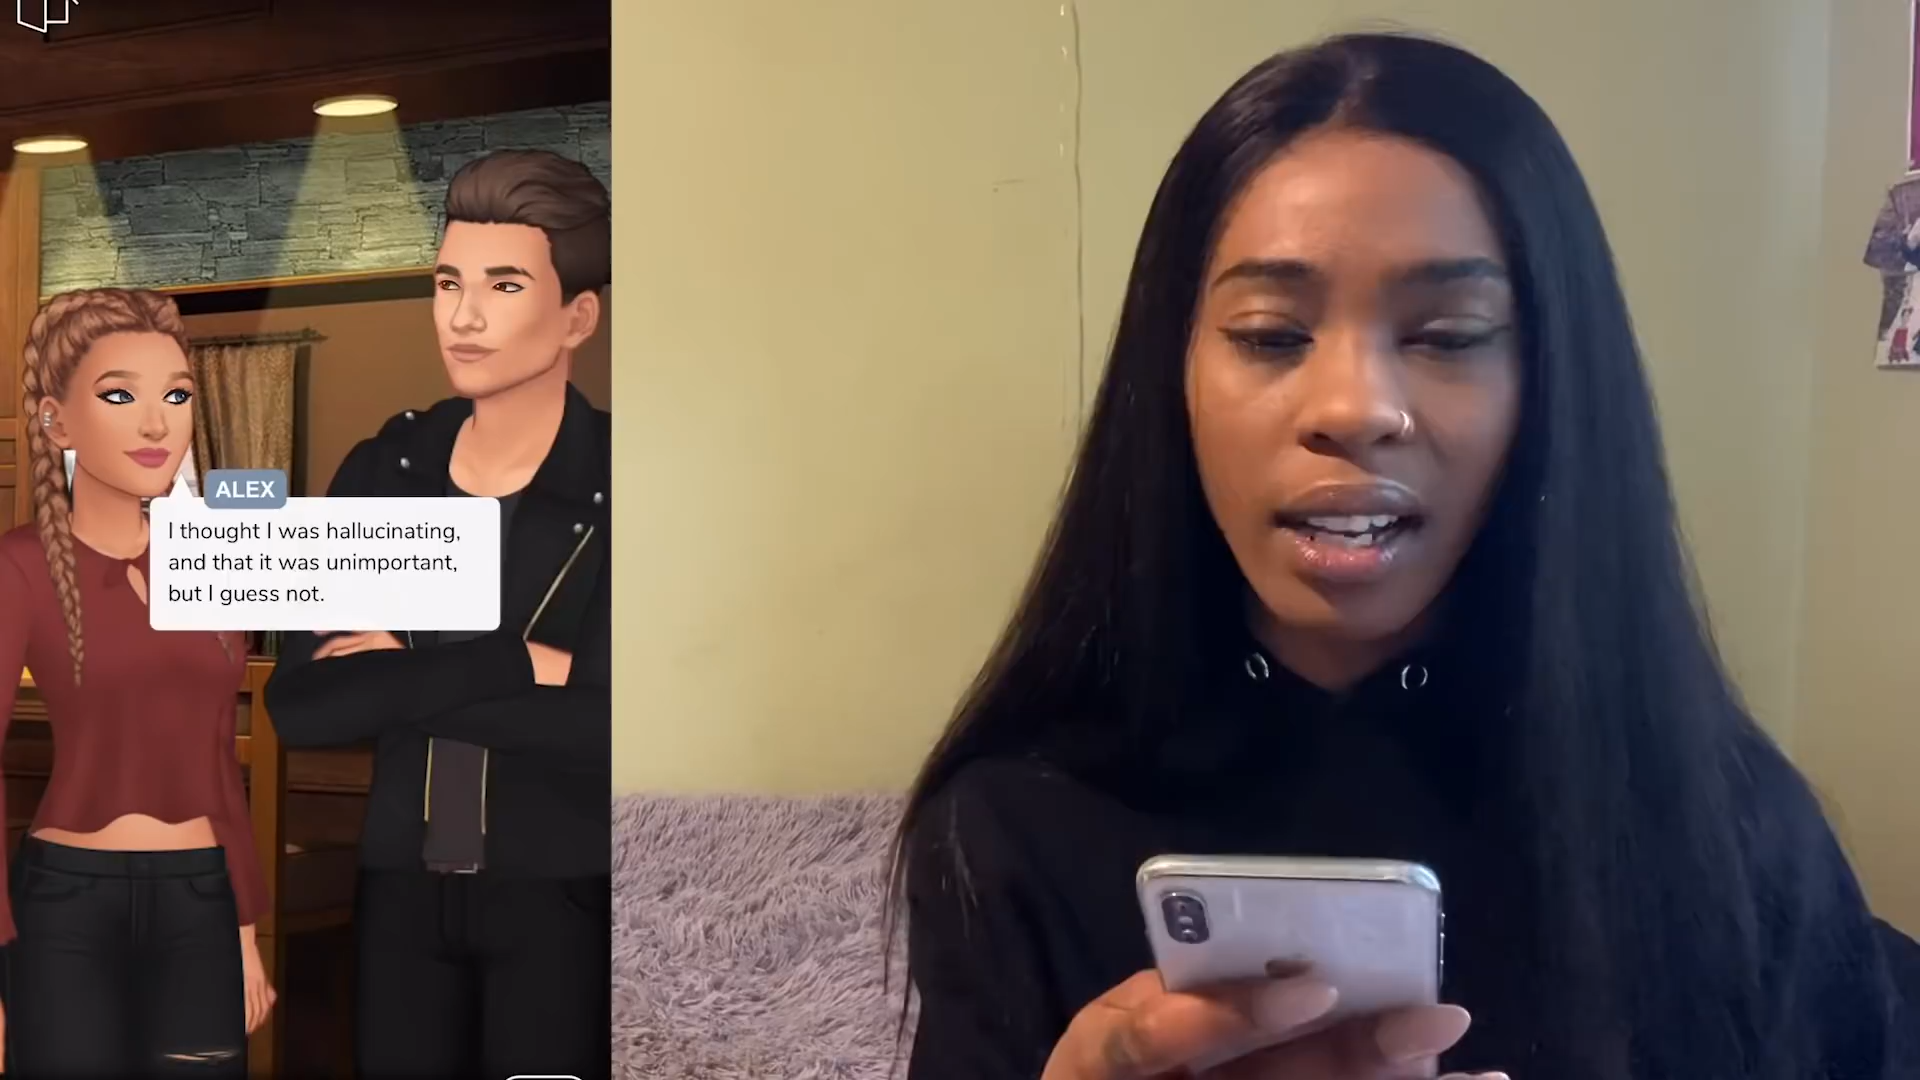 ALEX
I thought I was hallucinating,
and that it was unimportant,
but I guess not.